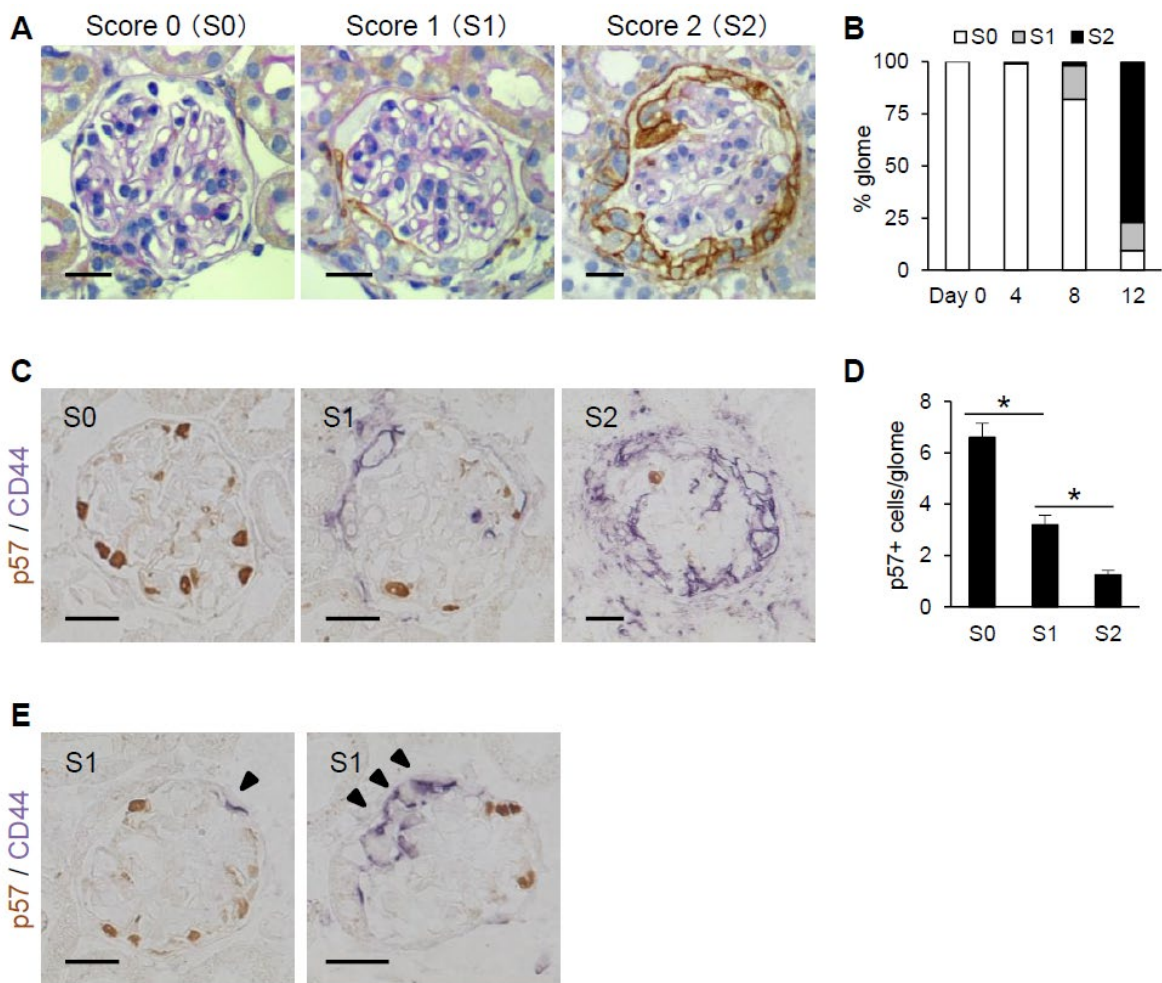 A
Score 0 (S0)
Score 1 (S1)
Score 2 (S2)
B
S0 S1 S2
% glome
100
75
50
25
0
Day 0 4 8 12
C
p57 / CD44
S0
S1
S2
D
p57+ cells/glome
8
6
4
2
0
*
*
S0 S1 S2
E
p57 / CD44
S1
S1